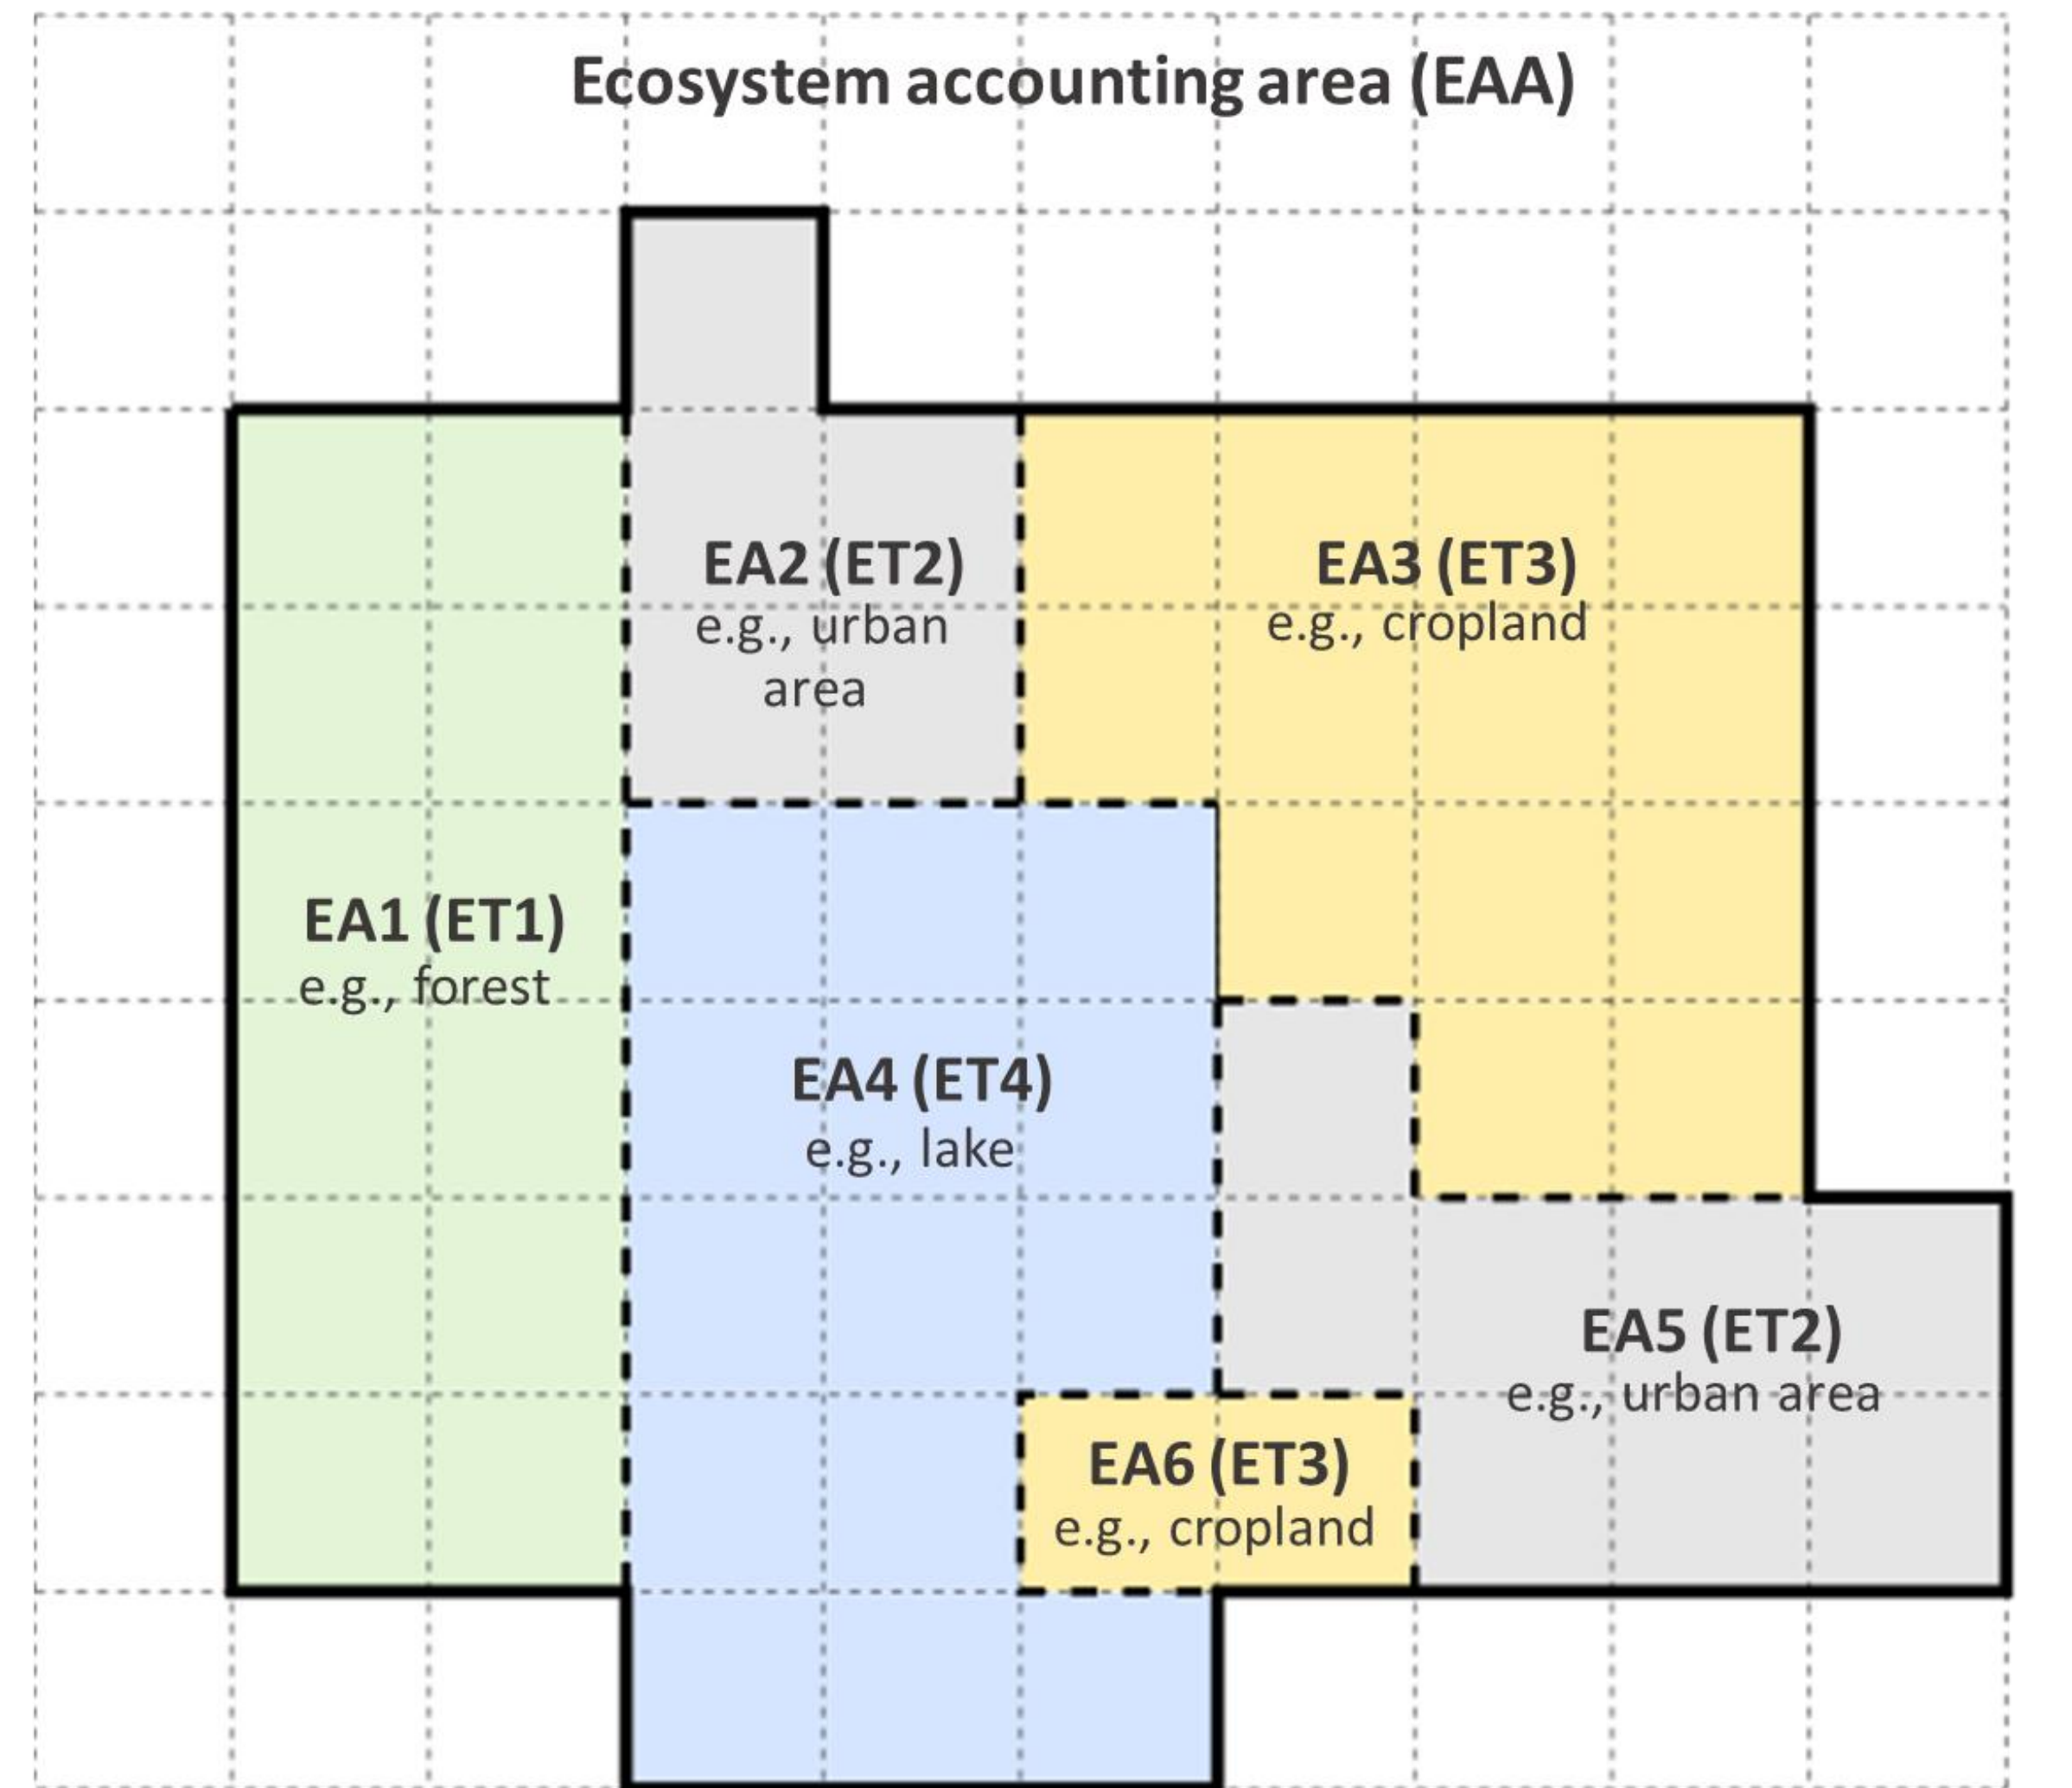 Ecosystem accounting area (EAA)
EA2 (ET2)
e.g., urban
area
EA3 (ET3)
e.g., cropland
EA1 (ET1)
e.g., forest
EA4 (ET4)
e.g., lake
EA5 (ET2)
e.g., urban area
EA6 (ET3)
e.g., cropland